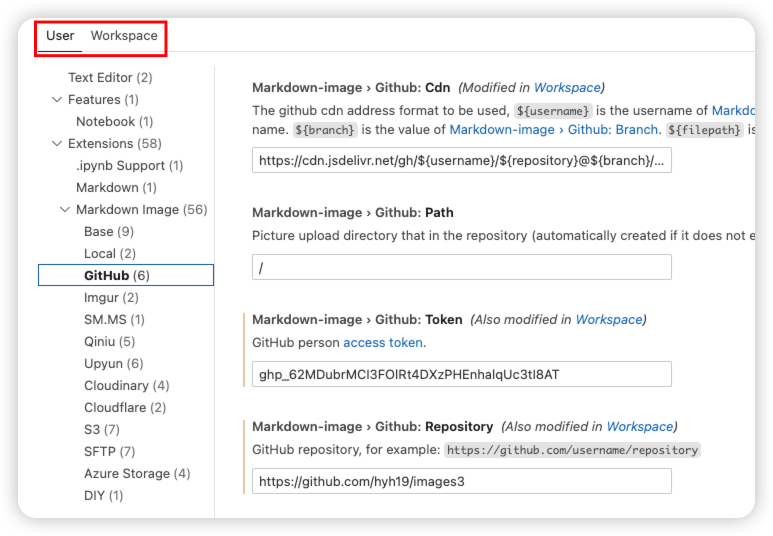 User Workspace
Text Editor (2)
Features (1)
Notebook (1)
Extensions (58)
.ipynb Support (1)
Markdown (1)
Markdown Image (56)
Base (9)
Local (2)
GitHub (6)
Imgur (2)
SM.MS (1)
Qiniu (5)
Upyun (6)
Cloudinary (4)
Cloudflare (2)
S3 (7)
SFTP (7)
Azure Storage (4)
DIY (1)
Markdown-image › Github: Cdn (Modified in Workspace)
The github cdn address format to be used, ${username} is the username of Markdo
name. ${branch} is the value of Markdown-image › Github: Branch. ${filepath} is
https://cdn.jsdelivr.net/gh/${username}/${repository}@${branch}/...
Markdown-image › Github: Path
Picture upload directory that in the repository (automatically created if it does not e
/
Markdown-image › Github: Token (Also modified in Workspace)
GitHub person access token.
ghp_62MDubrMCI3FOIRt4DXzPHEnhaIqUc3tI8AT
Markdown-image › Github: Repository (Also modified in Workspace)
GitHub repository, for example: https://github.com/username/repository
https://github.com/hyh19/images3